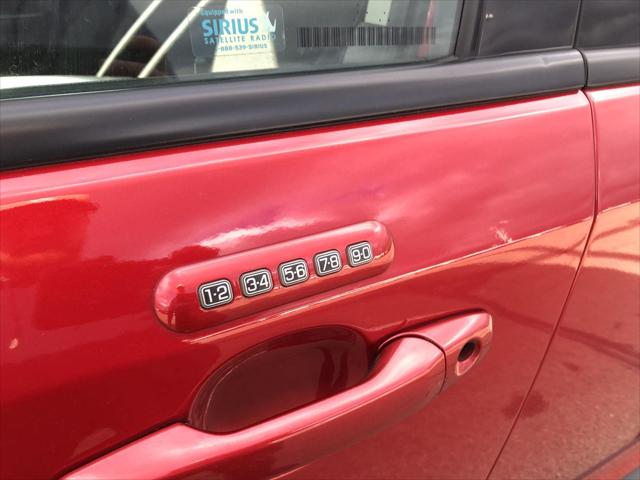 Equipped with
SIRIUS
SATELLITE RADIO
1-888-539-SIRIUS
1·2 3·4 5·6 7·8 9·0